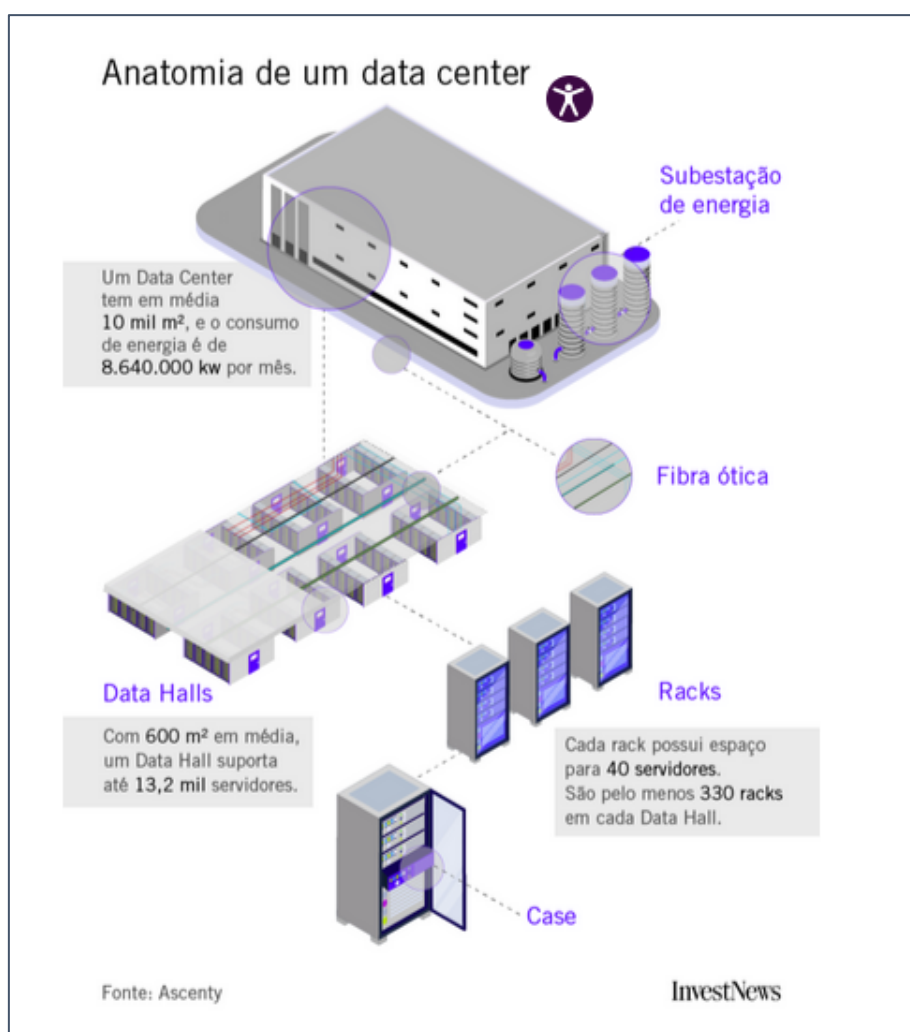 Anatomia de um data center
Subestação
de energia
Um Data Center
tem em média
10 mil m², e o consumo
de energia é de
8.640.000 kw por mês.
Fibra ótica
Data Halls
Com 600 m² em média,
um Data Hall suporta
até 13,2 mil servidores.
Racks
Cada rack possui espaço
para 40 servidores.
São pelo menos 330 racks
em cada Data Hall.
Case
Fonte: Ascenty
InvestNews